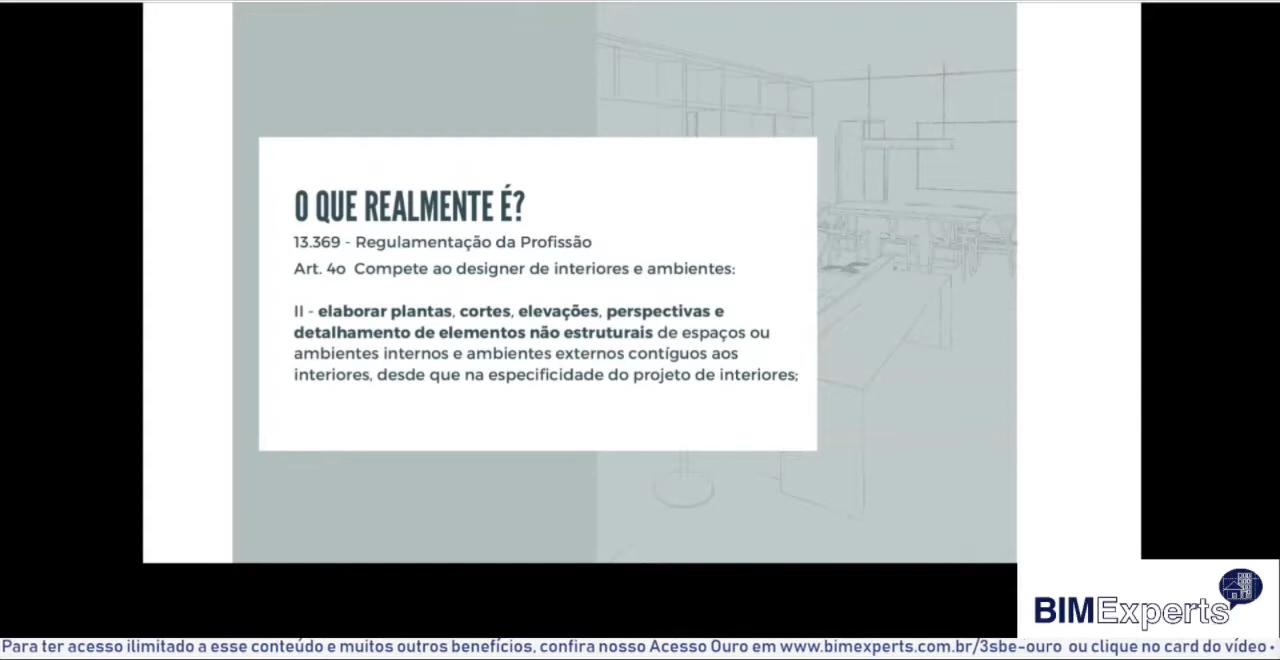 O QUE REALMENTE É?
13.369 - Regulamentação da Profissão
Art. 4o Compete ao designer de interiores e ambientes:
II - elaborar plantas, cortes, elevações, perspectivas e
detalhamento de elementos não estruturais de espaços ou
ambientes internos e ambientes externos contíguos aos
interiores, desde que na especificidade do projeto de interiores;
BIMExperts
Para ter acesso ilimitado a esse conteúdo e muitos outros benefícios, confira nosso Acesso Ouro em www.bimexperts.com.br/3sbe-ouro ou clique no card do vídeo •